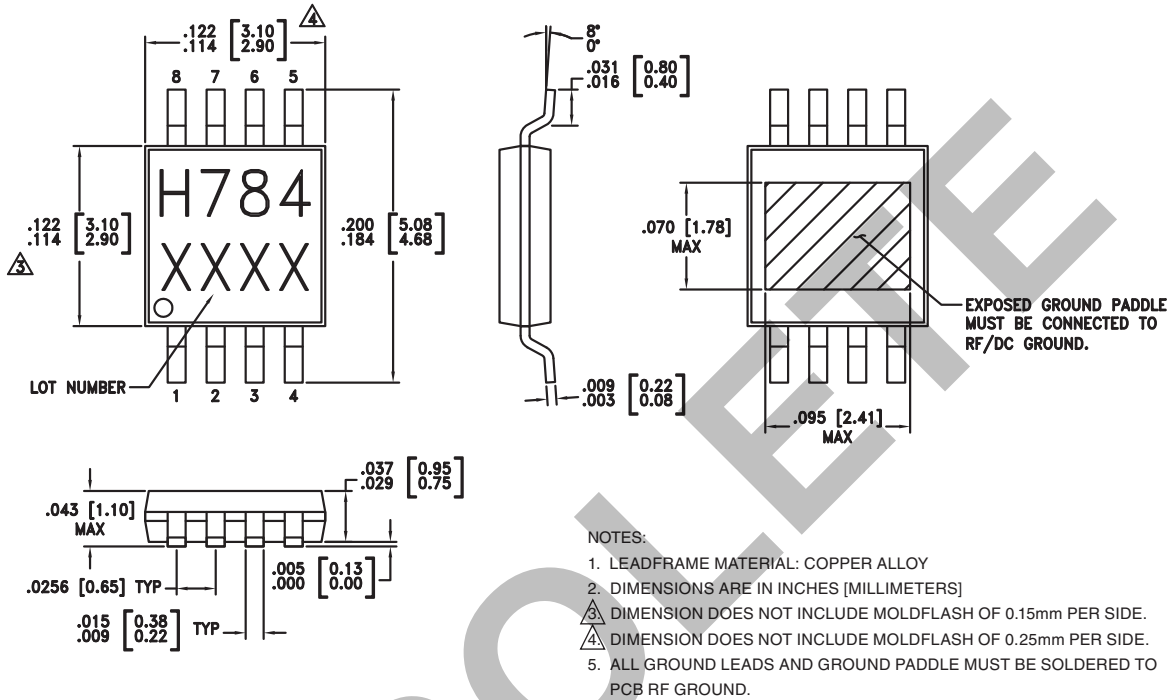 .122 [3.10]
.114 [2.90]
4
8 7 6 5
H784
XXXX
.122 [3.10]
.114 [2.90]
3
.200 [5.08]
.184 [4.68]
LOT NUMBER
1 2 3 4
8°
0°
.031 [0.80]
.016 [0.40]
.009 [0.22]
.003 [0.08]
.070 [1.78]
MAX
EXPOSED GROUND PADDLE
MUST BE CONNECTED TO
RF/DC GROUND.
.095 [2.41]
MAX
.037 [0.95]
.029 [0.75]
.043 [1.10]
MAX
.0256 [0.65] TYP
.005 [0.13]
.000 [0.00]
.015 [0.38]
.009 [0.22] TYP
NOTES:
1. LEADFRAME MATERIAL: COPPER ALLOY
2. DIMENSIONS ARE IN INCHES [MILLIMETERS]
3. DIMENSION DOES NOT INCLUDE MOLDFLASH OF 0.15mm PER SIDE.
4. DIMENSION DOES NOT INCLUDE MOLDFLASH OF 0.25mm PER SIDE.
5. ALL GROUND LEADS AND GROUND PADDLE MUST BE SOLDERED TO
PCB RF GROUND.
OLETE